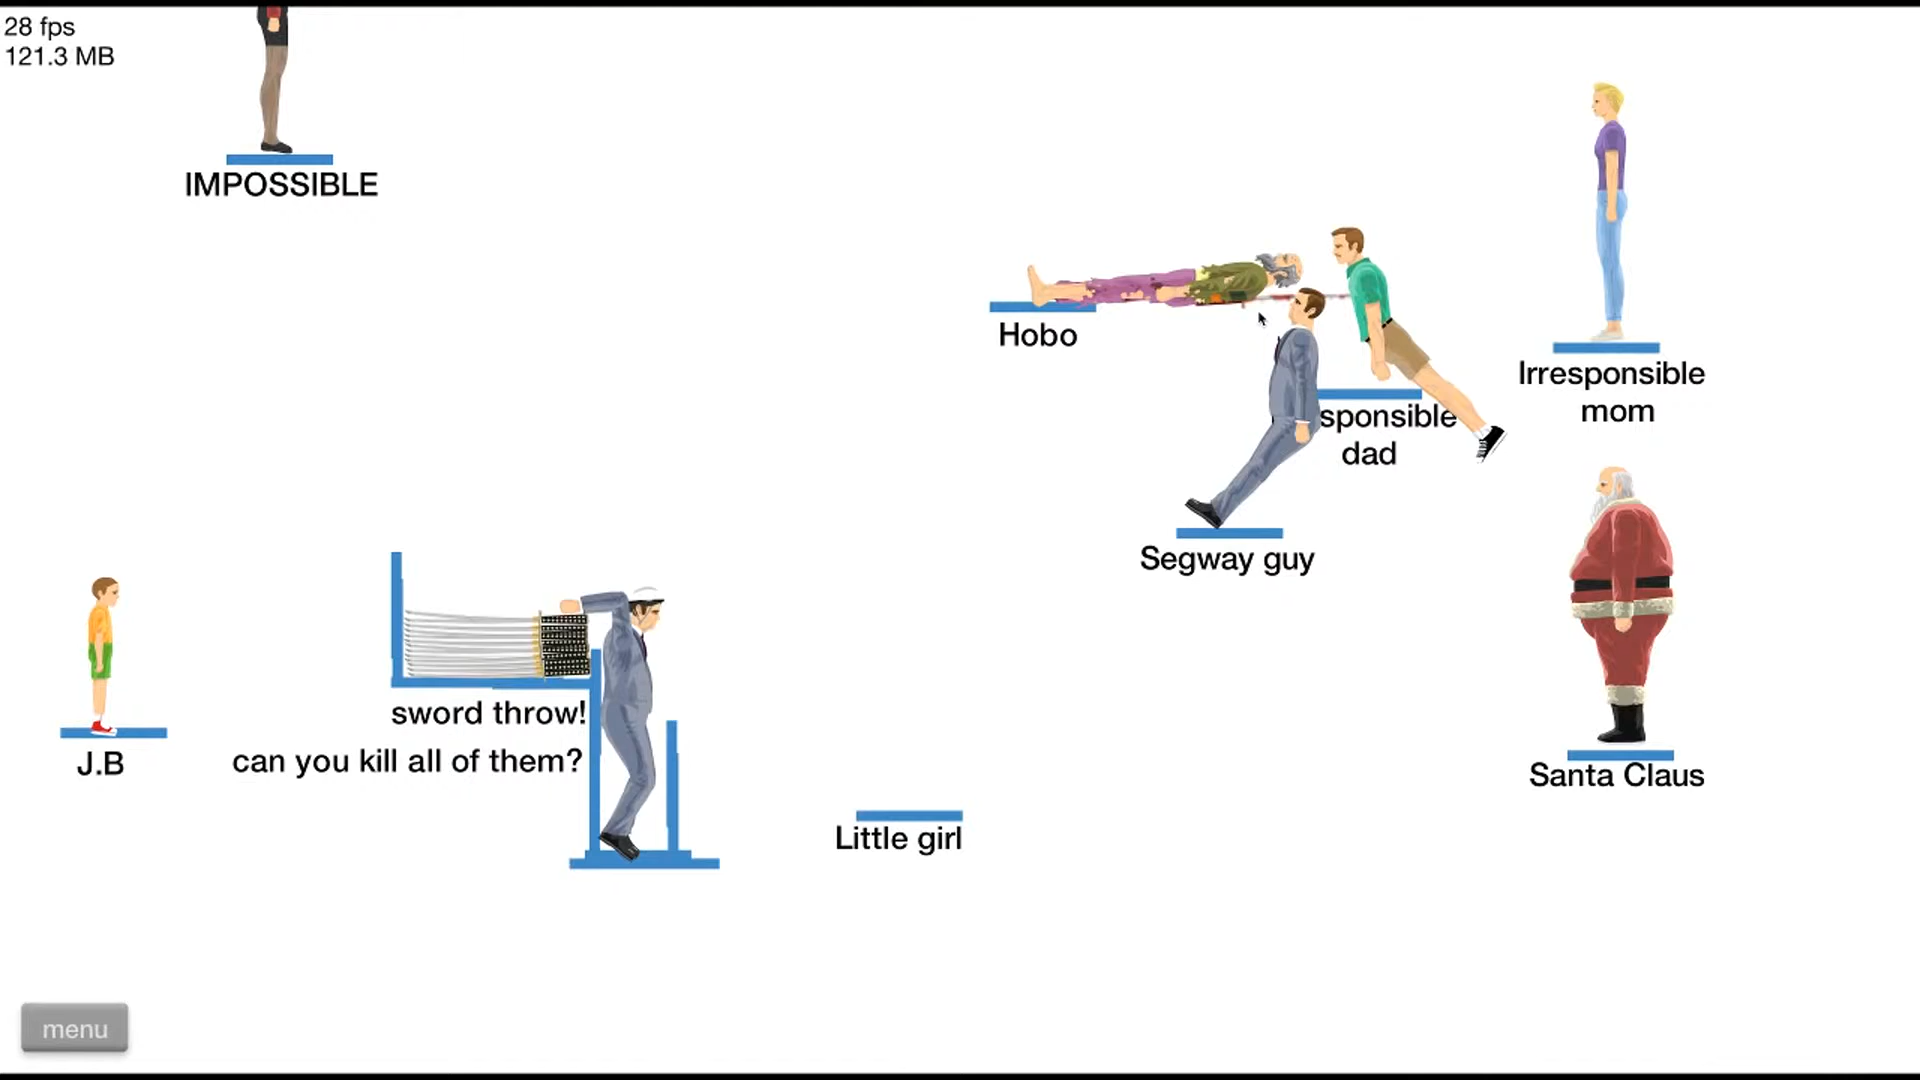 28 fps
121.3 MB
IMPOSSIBLE
Hobo
Irresponsible
mom
sponsible
dad
Segway guy
sword throw!
can you kill all of them?
J.B
Santa Claus
Little girl
menu